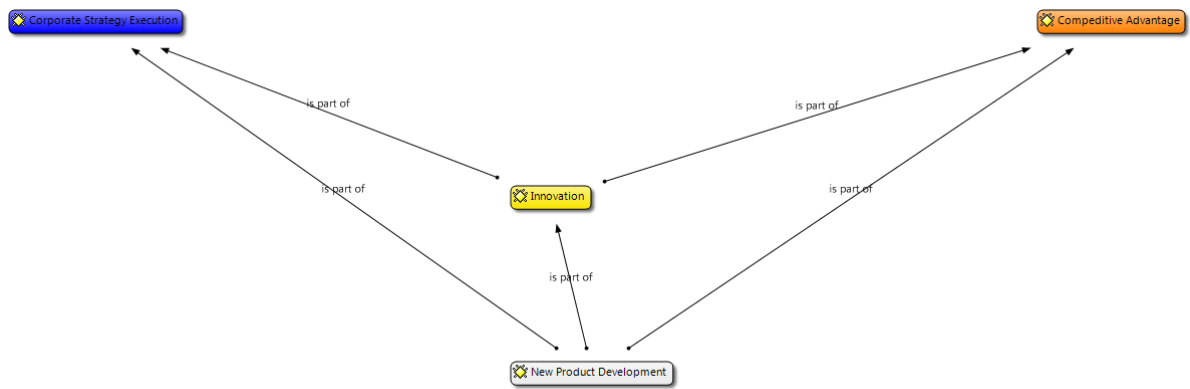 Corporate Strategy Execution
Compeditive Advantage
is part of
is part of
is part of
is part of
Innovation
is part of
New Product Development